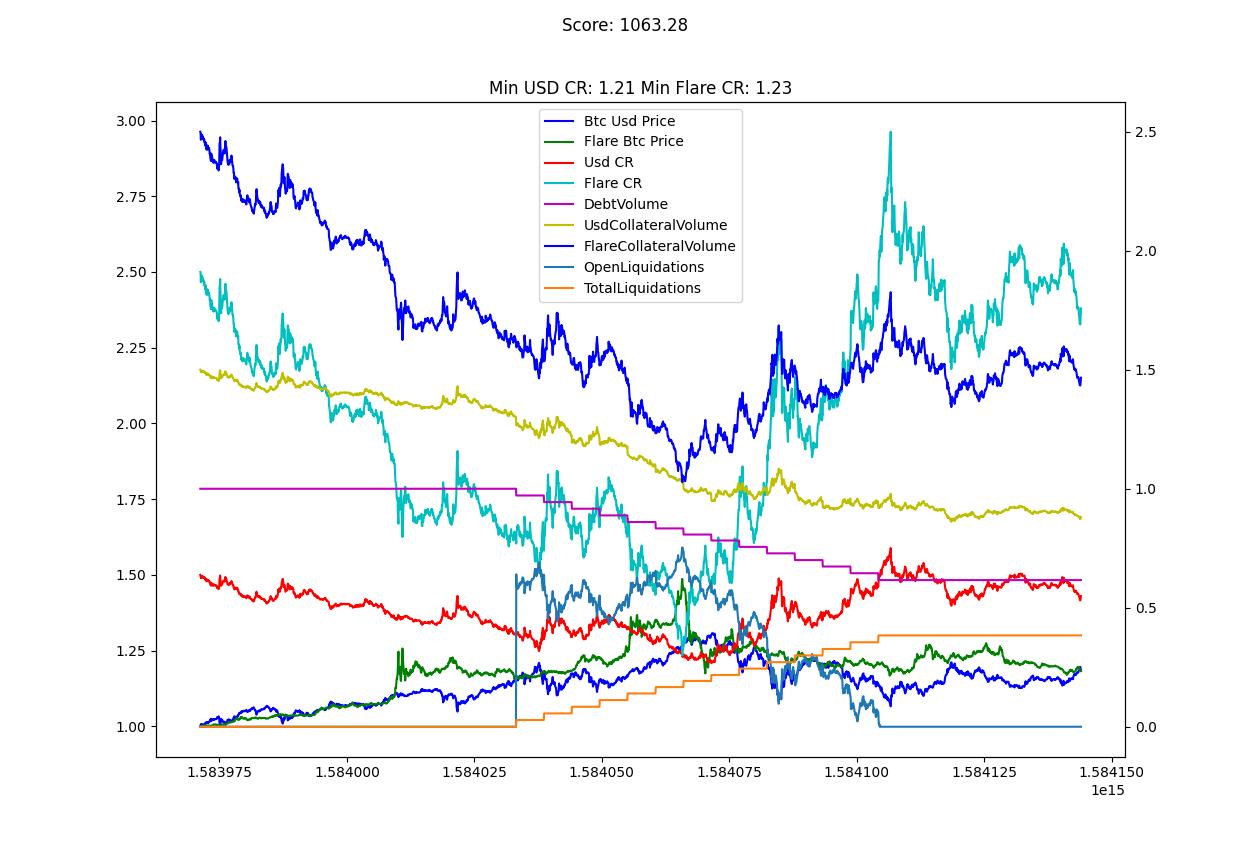 Score: 1063.28
Min USD CR: 1.21 Min Flare CR: 1.23
Btc Usd Price
Flare Btc Price
Usd CR
Flare CR
DebtVolume
UsdCollateralVolume
FlareCollateralVolume
OpenLiquidations
TotalLiquidations
3.00
2.75
2.50
2.25
2.00
1.75
1.50
1.25
1.00
2.5
2.0
1.5
1.0
0.5
0.0
1.583975 1.584000 1.584025 1.584050 1.584075 1.584100 1.584125 1.584150
1e15